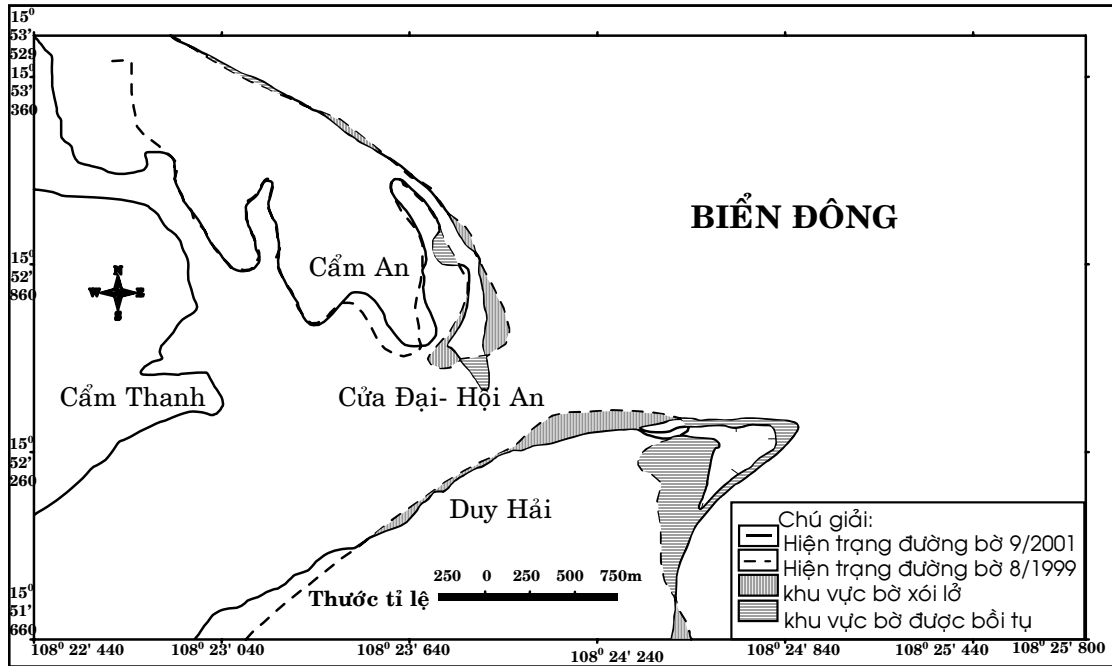 15⁰
53'
529
15⁰
53'
360
BIỂN ĐÔNG
15⁰
52'
860
N
W E
S
Cẩm An
Cẩm Thanh
Cửa Đại- Hội An
15⁰
52'
260
Duy Hải
Chú giải:
Hiện trạng đường bờ 9/2001
Hiện trạng đường bờ 8/1999
khu vực bờ xói lở
khu vực bờ được bồi tụ
250 0 250 500 750m
Thước tỉ lệ
15⁰
51'
660
108⁰ 22' 440 108⁰ 23' 040 108⁰ 23' 640 108⁰ 24' 240 108⁰ 24' 840 108⁰ 25' 440 108⁰ 25' 800